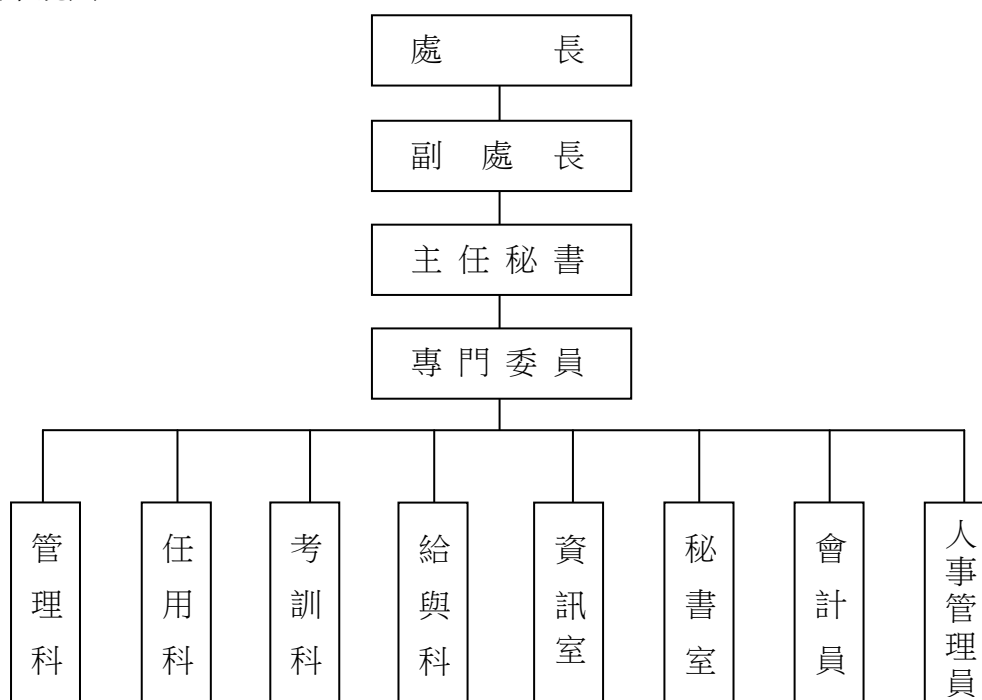 處長
副處長
主任秘書
專門委員
管理科
任用科
考訓科
給與科
資訊室
秘書室
會計員
人事管理員